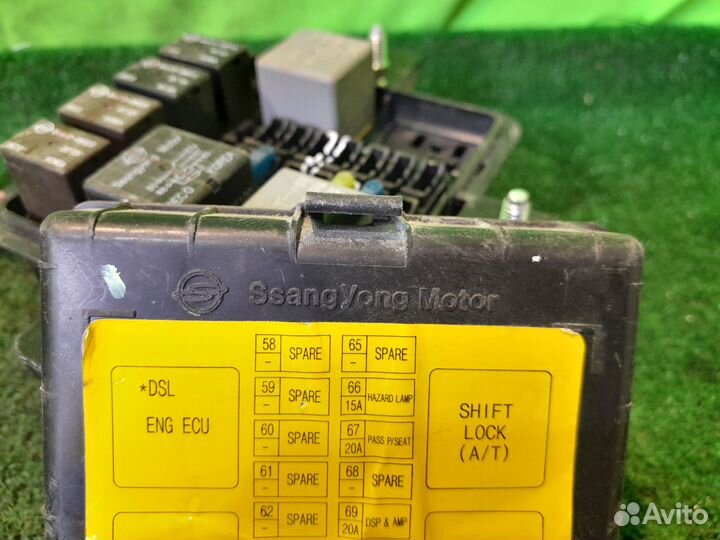 SsangYong Motor
*DSL
ENG ECU
58 - SPARE
59 - SPARE
60 - SPARE
61 - SPARE
62 - SPARE
65 - SPARE
66 15A HAZARD LAMP
67 20A PASS P/SEAT
68 - SPARE
69 20A DSP & AMP
SHIFT
LOCK
(A/T)
Avito